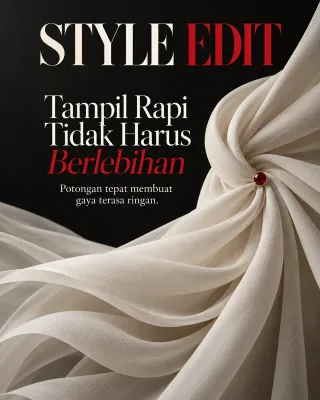 STYLE EDIT
Tampil Rapi
Tidak Harus
Berlebihan
Potongan tepat membuat
gaya terasa ringan.